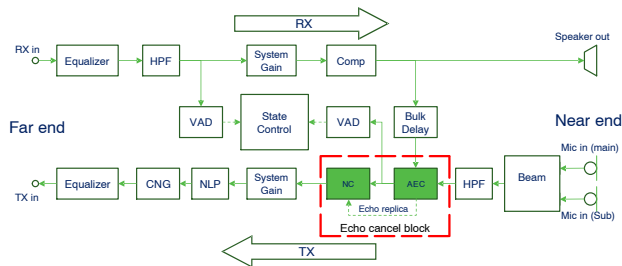 RX
RX in
Equalizer
HPF
System
Gain
Comp
Speaker out
VAD
State
Control
VAD
Bulk
Delay
Far end
Near end
Mic in (main)
Equalizer
CNG
NLP
System
Gain
NC
AEC
HPF
Beam
TX in
Echo replica
Mic in (Sub)
Echo cancel block
TX